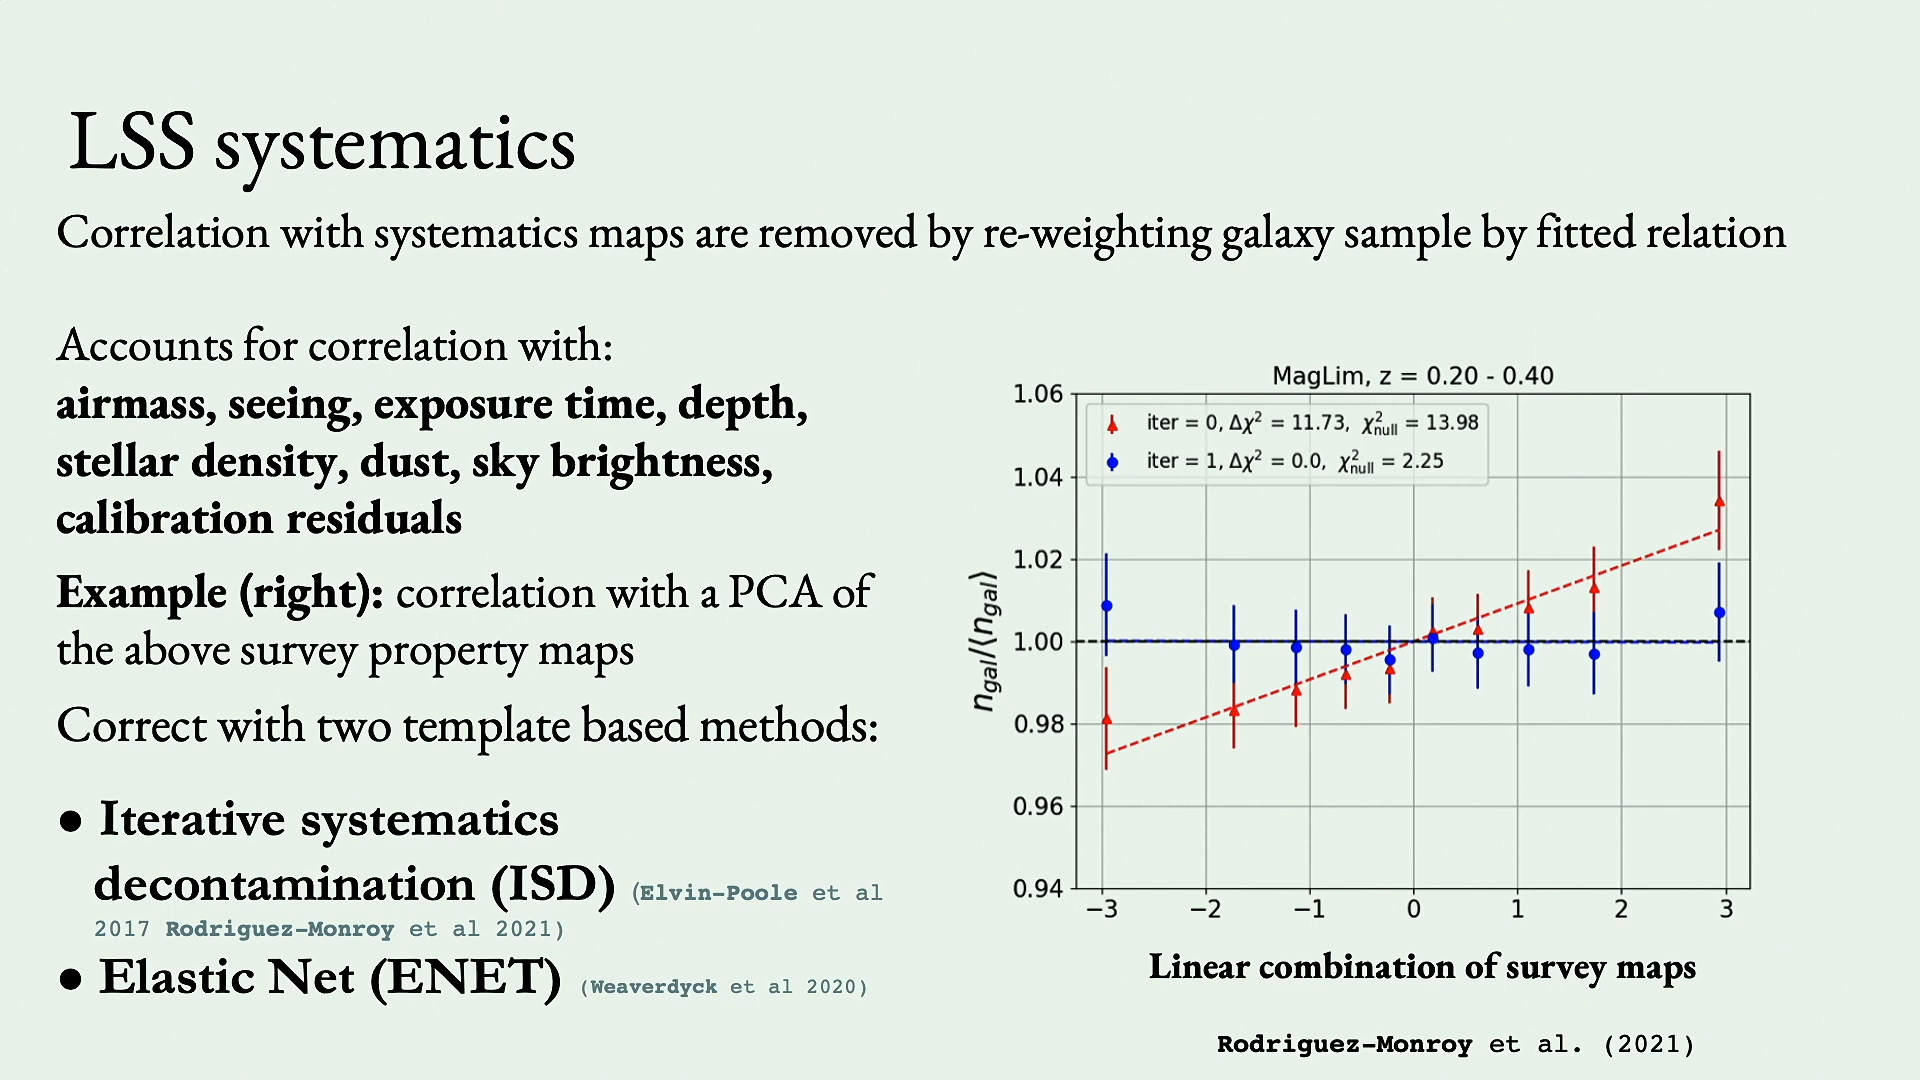 LSS systematics
Correlation with systematics maps are removed by re-weighting galaxy sample by fitted relation
Accounts for correlation with:
airmass, seeing, exposure time, depth,
stellar density, dust, sky brightness,
calibration residuals
Example (right): correlation with a PCA of
the above survey property maps
Correct with two template based methods:
● Iterative systematics
decontamination (ISD) (Elvin-Poole et al
2017 Rodriguez-Monroy et al 2021)
● Elastic Net (ENET) (Weaverdyck et al 2020)
MagLim, z = 0.20 - 0.40
iter = 0, Δχ² = 11.73, χ²null = 13.98
iter = 1, Δχ² = 0.0, χ²null = 2.25
1.06
1.04
1.02
1.00
0.98
0.96
0.94
n_gal/⟨n_gal⟩
−3 −2 −1 0 1 2 3
Linear combination of survey maps
Rodriguez-Monroy et al. (2021)